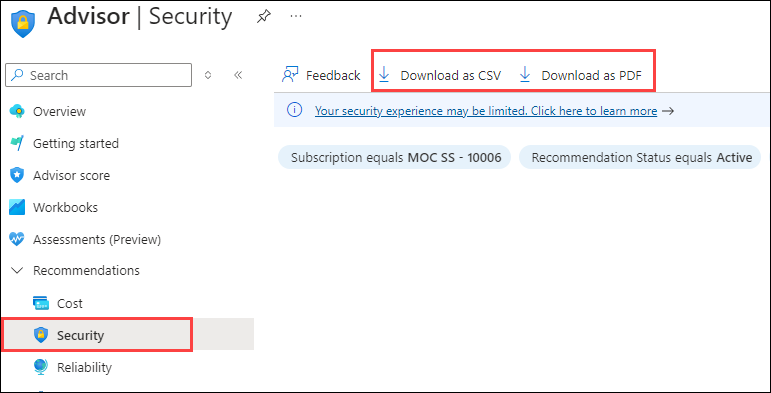 Advisor | Security
Search
Feedback
Download as CSV
Download as PDF
Your security experience may be limited. Click here to learn more →
Subscription equals MOC SS - 10006
Recommendation Status equals Active
Overview
Getting started
Advisor score
Workbooks
Assessments (Preview)
Recommendations
Cost
Security
Reliability